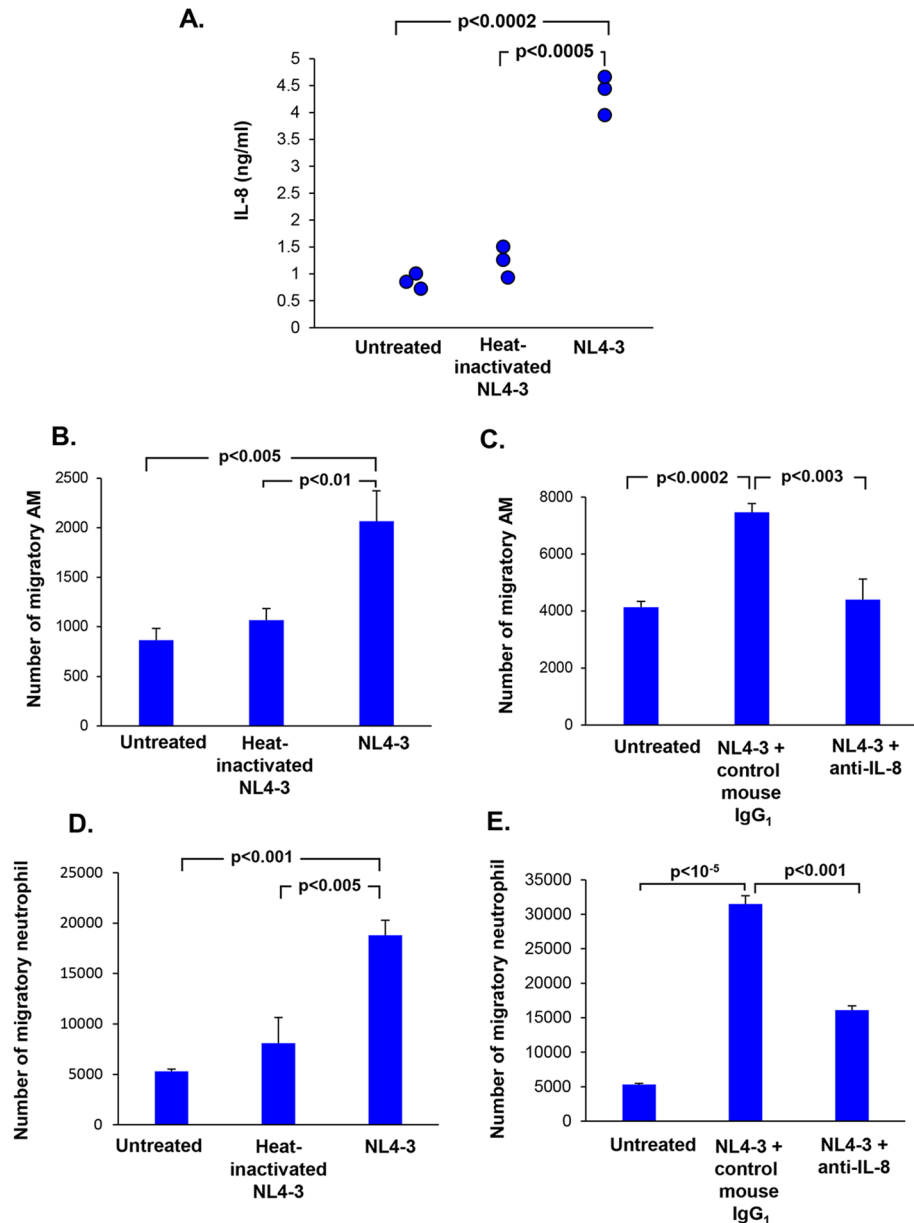 A.
p<0.0002
p<0.0005
IL-8 (ng/ml)
5
4.5
4
3.5
3
2.5
2
1.5
1
0.5
0
Untreated
Heat-
inactivated
NL4-3
NL4-3
B.
p<0.005
p<0.01
Number of migratory AM
2500
2000
1500
1000
500
0
Untreated
Heat-
inactivated
NL4-3
NL4-3
C.
p<0.0002
p<0.003
Number of migratory AM
8000
6000
4000
2000
0
Untreated
NL4-3 +
control
mouse
IgG₁
NL4-3 +
anti-IL-8
D.
p<0.001
p<0.005
Number of migratory neutrophil
25000
20000
15000
10000
5000
0
Untreated
Heat-
inactivated
NL4-3
NL4-3
E.
p<10⁻⁵
p<0.001
Number of migratory neutrophil
35000
30000
25000
20000
15000
10000
5000
0
Untreated
NL4-3 +
control
mouse
IgG₁
NL4-3 +
anti-IL-8